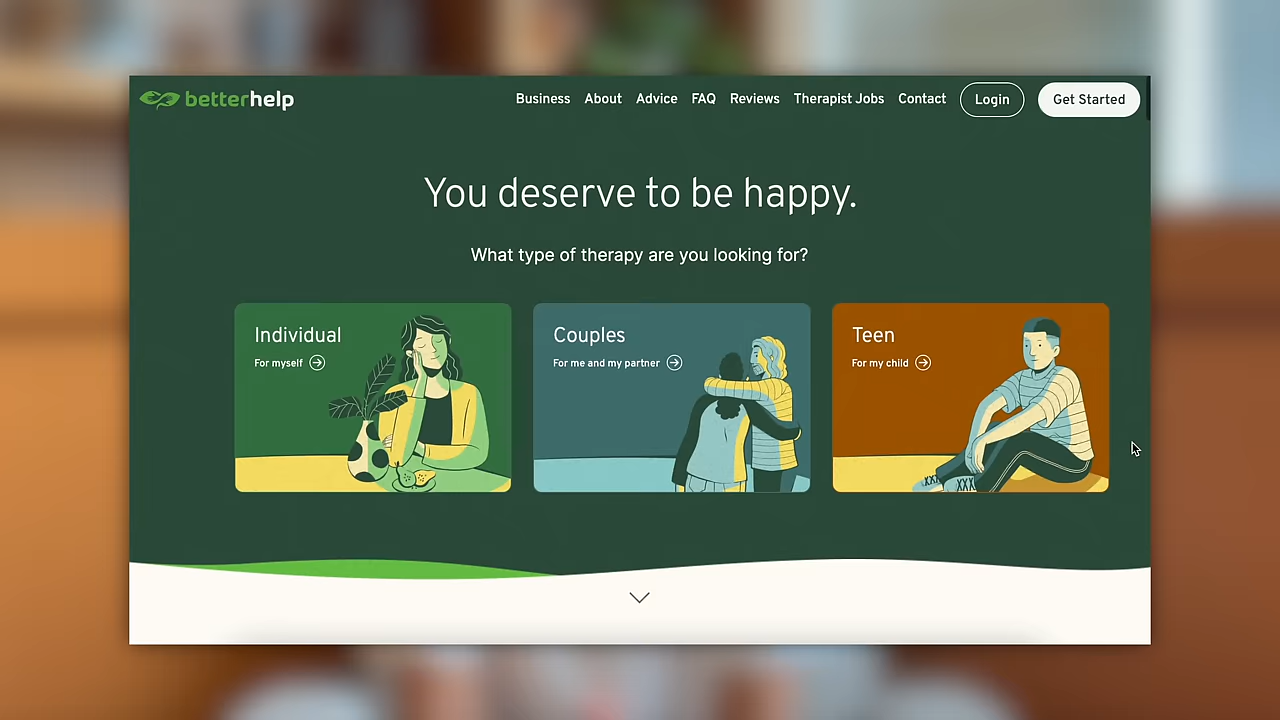 betterhelp
Business About Advice FAQ Reviews Therapist Jobs Contact Login Get Started
You deserve to be happy.
What type of therapy are you looking for?
Individual
For myself
Couples
For me and my partner
Teen
For my child